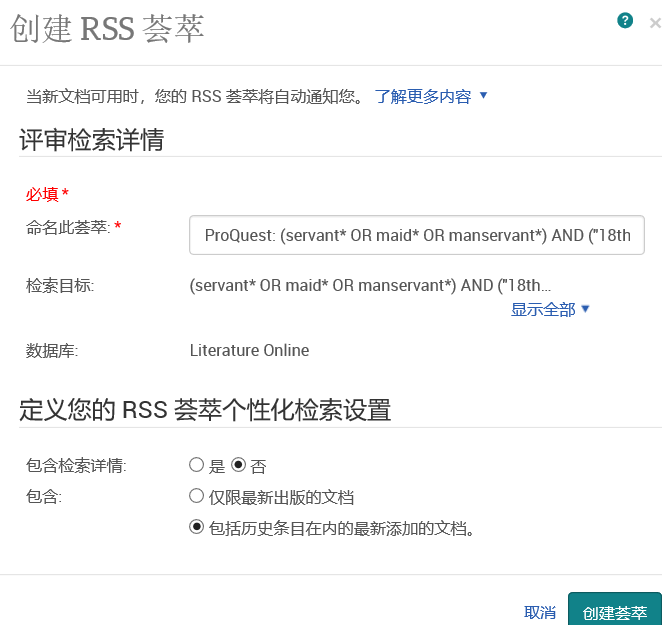 创建 RSS 荟萃
?
×
当新文档可用时，您的 RSS 荟萃将自动通知您。 了解更多内容 ▼
评审检索详情
必填 *
命名此荟萃: * ProQuest: (servant* OR maid* OR manservant*) AND ("18th
检索目标: (servant* OR maid* OR manservant*) AND ("18th...
显示全部 ▼
数据库: Literature Online
定义您的 RSS 荟萃个性化检索设置
包含检索详情: 是 否
包含: 仅限最新出版的文档
包括历史条目在内的最新添加的文档。
取消 创建荟萃